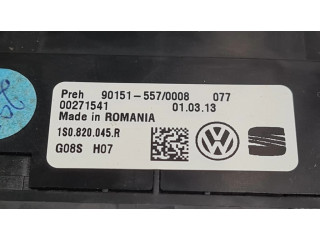 Preh 90151-557/0008 077
00271541 01.03.13
Made in ROMANIA
1S0.820.045.R
G08S H07